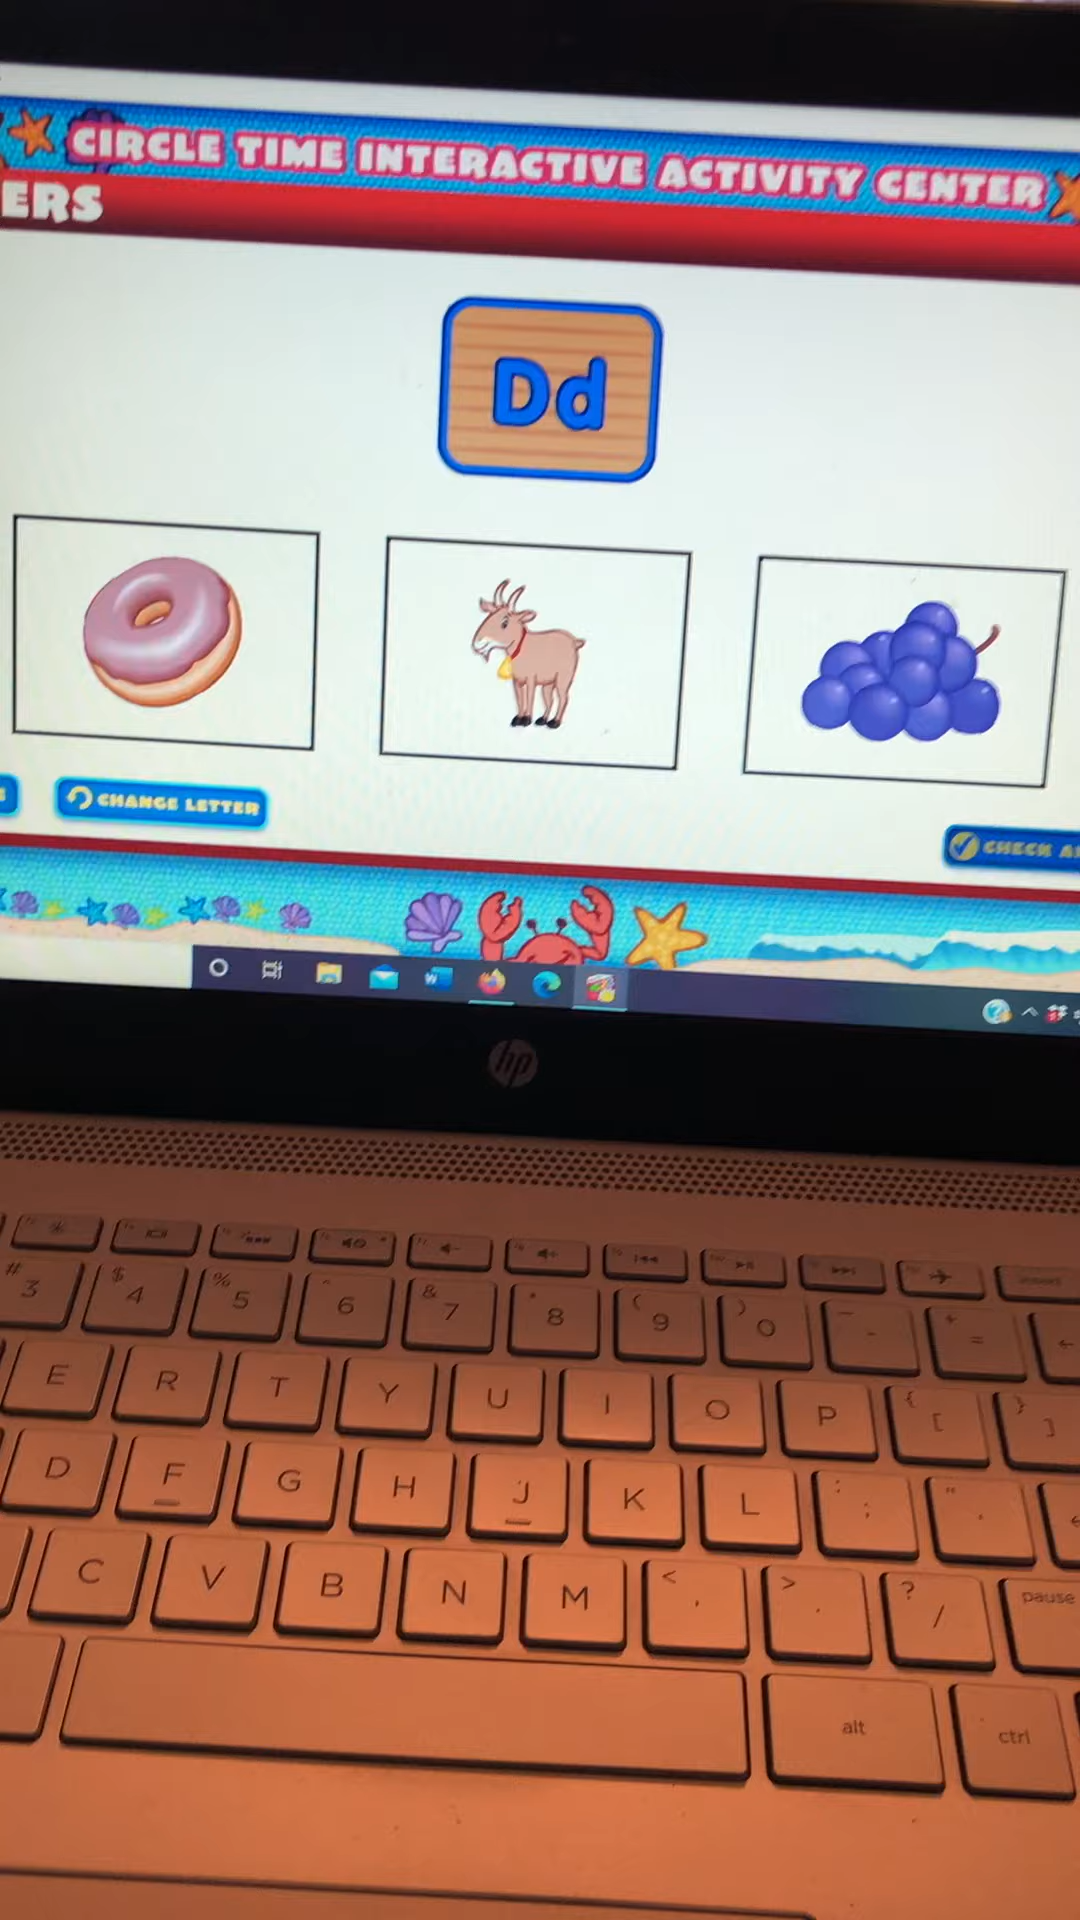 CIRCLE TIME INTERACTIVE ACTIVITY CENTER
ERS
Dd
CHANGE LETTER
CHECK
hp
# 3 $ 4 % 5 ^ 6 & 7 * 8 ( 9 ) 0 - + =
E R T Y U I O P { [ } ]
D F G H J K L : ; " '
C V B N M < , > . ? / pause
alt ctrl